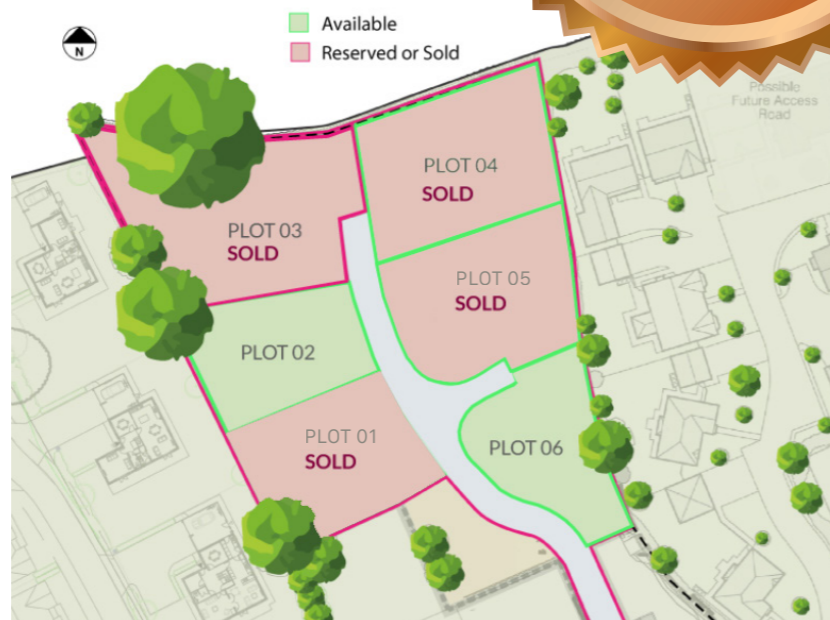 Available
Reserved or Sold
N
Possible
Future Access
Road
PLOT 04
SOLD
PLOT 03
SOLD
PLOT 05
SOLD
PLOT 02
PLOT 01
SOLD
PLOT 06